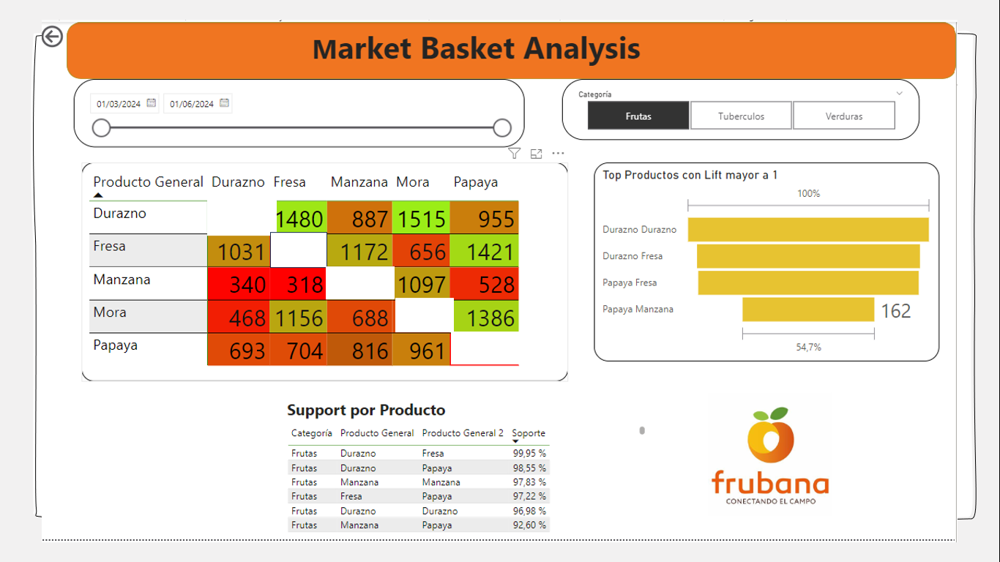 Market Basket Analysis
01/03/2024 01/06/2024
Categoría
Frutas Tuberculos Verduras
Producto General Durazno Fresa Manzana Mora Papaya
Durazno 1480 887 1515 955
Fresa 1031 1172 656 1421
Manzana 340 318 1097 528
Mora 468 1156 688 1386
Papaya 693 704 816 961
Top Productos con Lift mayor a 1
100%
Durazno Durazno
Durazno Fresa
Papaya Fresa
Papaya Manzana 162
54,7%
Support por Producto
Categoría Producto General Producto General 2 Soporte
Frutas Durazno Fresa 99,95 %
Frutas Durazno Papaya 98,55 %
Frutas Manzana Manzana 97,83 %
Frutas Fresa Papaya 97,22 %
Frutas Durazno Durazno 96,98 %
Frutas Manzana Papaya 92,60 %
frubana
CONECTANDO EL CAMPO